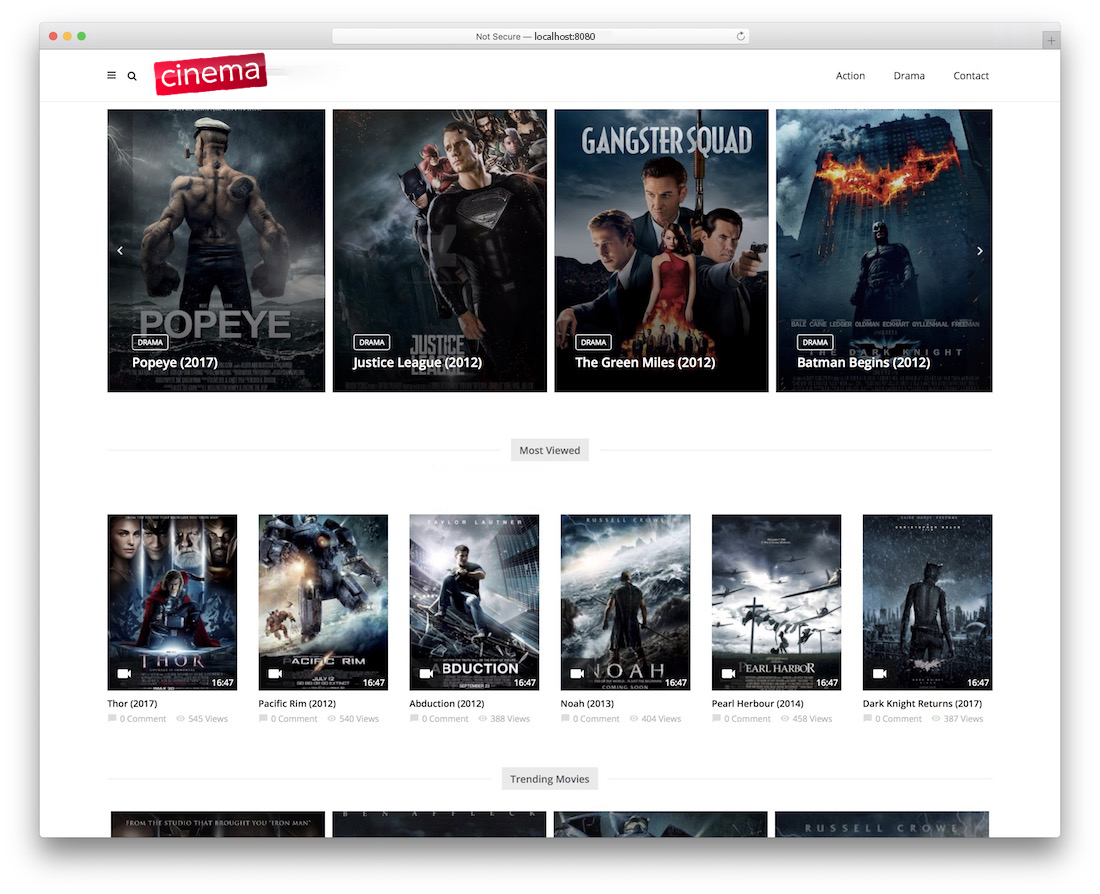 Not Secure — localhost:8080
cinema
Action Drama Contact
POPEYE
DRAMA
Popeye (2017)
JUSTICE
LEAGUE
DRAMA
Justice League (2012)
GANGSTER SQUAD
DRAMA
The Green Miles (2012)
BALE CAINE LEDGER OLDMAN ECKHART GYLLENHAAL FREEMAN
THE DARK KNIGHT
DRAMA
Batman Begins (2012)
Most Viewed
THOR
16:47
PACIFIC RIM
JULY 12
16:47
TAYLOR LAUTNER
ABDUCTION
SEPTEMBER 23
16:47
RUSSELL CROWE
NOAH
COMING SOON
16:47
PEARL HARBOR
16:47
16:47
Thor (2017)
0 Comment 545 Views
Pacific Rim (2012)
0 Comment 540 Views
Abduction (2012)
0 Comment 388 Views
Noah (2013)
0 Comment 404 Views
Pearl Herbour (2014)
0 Comment 458 Views
Dark Knight Returns (2017)
0 Comment 387 Views
Trending Movies
FROM THE STUDIO THAT BROUGHT YOU "IRON MAN"
BEN AFFLECK
RUSSELL CROWE